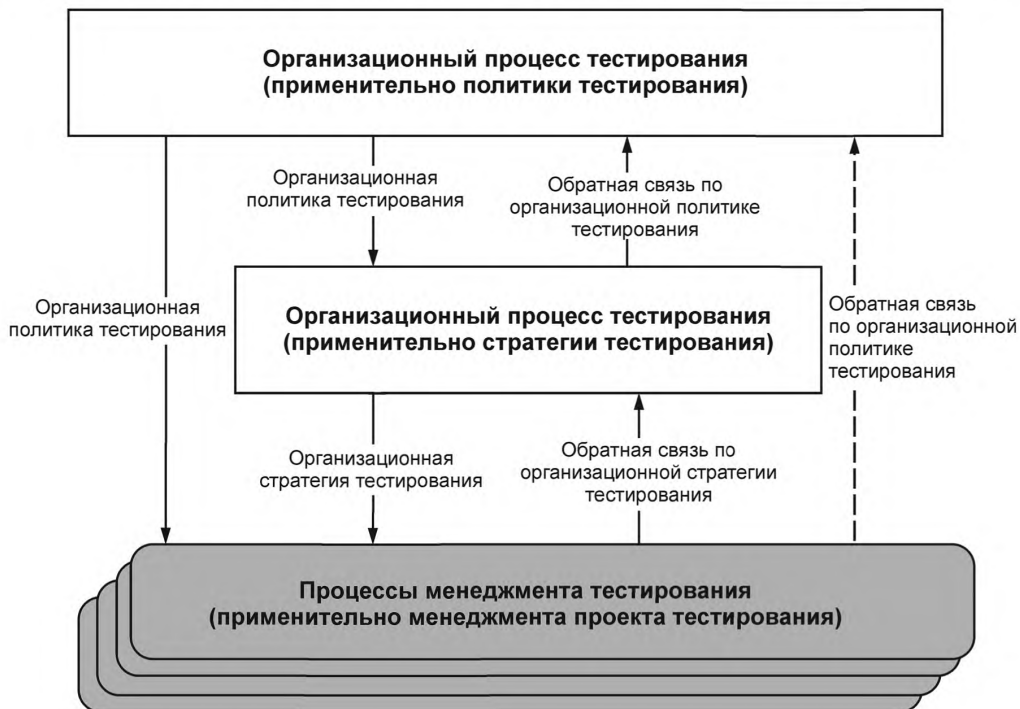 Организационный процесс тестирования
(применительно политики тестирования)
Организационная
политика тестирования
Обратная связь по
организационной политике
тестирования
Организационная
политика тестирования
Организационный процесс тестирования
(применительно стратегии тестирования)
Обратная связь
по организационной
политике
тестирования
Организационная
стратегия тестирования
Обратная связь по
организационной стратегии
тестирования
Процессы менеджмента тестирования
(применительно менеджмента проекта тестирования)